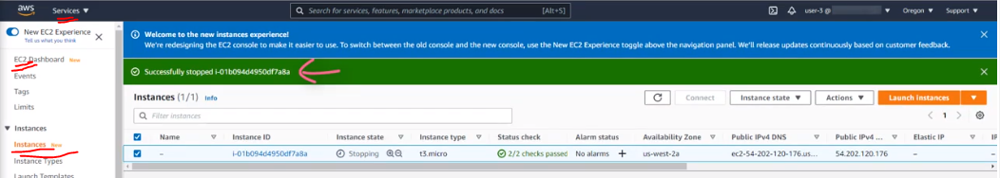 aws
Services ▼
Search for services, features, marketplace products, and docs [Alt+S]
user-3 @
Oregon ▼
Support ▼
New EC2 Experience
Tell us what you think
EC2 Dashboard New
Events
Tags
Limits
Instances
Instances New
Instance Types
Launch Templates
Welcome to the new instances experience!
We're redesigning the EC2 console to make it easier to use. To switch between the old console and the new console, use the New EC2 Experience toggle above the navigation panel. We'll release updates continuously based on customer feedback.
Successfully stopped i-01b094d4950df7a8a
Instances (1/1) Info
Connect
Instance state ▼
Actions ▼
Launch instances ▼
Filter instances
1
Name Instance ID Instance state Instance type Status check Alarm status Availability Zone Public IPv4 DNS Public IPv4 ... Elastic IP IP
– i-01b094d4950df7a8a Stopping t3.micro 2/2 checks passed No alarms + us-west-2a ec2-54-202-120-176.us... 54.202.120.176 – –